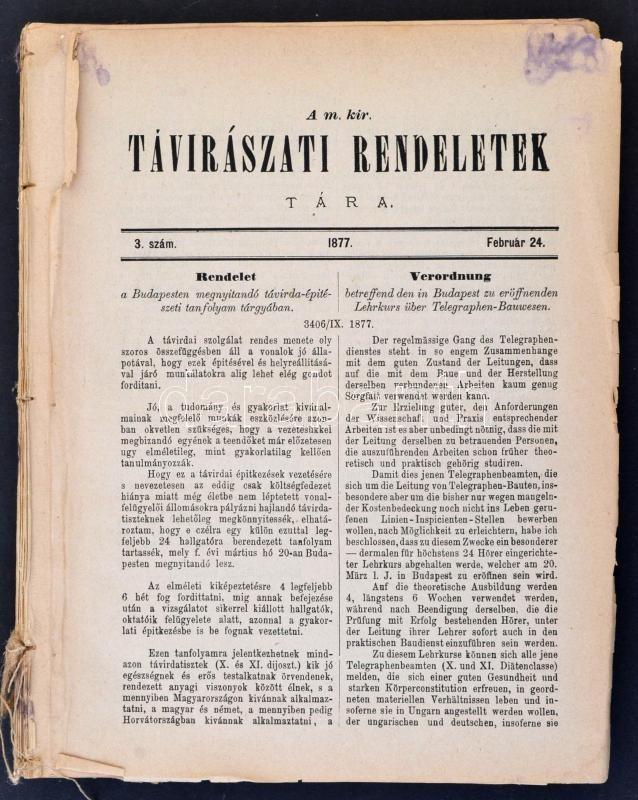 A m. kir.
TÁVIRÁSZATI RENDELETEK
TÁRA.
3. szám.
1877.
Február 24.
Rendelet
a Budapesten megnyitandó távirda-épité-
szeti tanfolyam tárgyában.
Verordnung
betreffend den in Budapest zu eröffnenden
Lehrkurs über Telegraphen-Bauwesen.
3406/IX. 1877.
A távirdai szolgálat rendes menete oly
szoros összefüggésben áll a vonalok jó álla-
potával, hogy ezek épitésével és helyreállitásá-
val járó munkálatokra alig lehet elég gondot
forditani.
Jó, a tudomány és gyakorlat kivánal-
mainak megfelelő munkák eszközlésére azon-
ban okvetlen szükséges, hogy a vezetésükkel
megbizandó egyének a teendőket már előzetesen
ugy elméletileg, mint gyakorlatilag kellően
tanulmányozzák.
Hogy ez a távirdai épitkezések vezetésére
s nevezetesen az eddig csak költségfedezet
hiánya miatt még életbe nem léptetett vonal-
felügyelői állomásokra pályázni hajlandó távirda-
tiszteknek lehetőleg megkönnyitessék, elhatá-
roztam, hogy e czélra egy külön ezuttal leg-
feljebb 24 hallgatóra berendezett tanfolyam
tartassék, mely f. évi március hó 20-an Buda-
pesten megnyitandó lesz.
Az elméleti kiképeztetésre 4 legfeljebb
6 hét fog fordittatni, mig annak befejezése
után a vizsgálatot sikerrel kiállott hallgatók,
oktatóik felügyelete alatt, azonnal a gyakor-
lati épitkezésbe is be fognak vezettetni.
Ezen tanfolyamra jelentkezhetnek mind-
azon távirdatisztek (X. és XI. dijoszt.) kik jó
egészségnek és erős testalkatnak örvendenek,
rendezett anyagi viszonyok között élnek, s a
mennyiben Magyarországon kivánnak alkalmaz-
tatni, a magyar és német, a mennyiben pedig
Horvátországban kivánnak alkalmaztatni, a
Der regelmässige Gang des Telegraphen-
dienstes steht in so engem Zusammenhange
mit dem guten Zustand der Leitungen, dass
auf die mit dem Baue und der Herstellung
derselben verbundenen Arbeiten kaum genug
Sorgfalt verwendet werden kann.
Zur Erzielung guter, den Anforderungen
der Wissenschaft und Praxis entsprechender
Arbeiten ist es aber unbedingt nönig, dass die mit
der Leitung derselben zu betrauenden Personen,
die auszuführenden Arbeiten schon früher theo-
retisch und praktisch gehörig studiren.
Damit dies jenen Telegraphenbeamten, die
sich um die Leitung von Telegraphen-Bauten, ins-
besondere aber um die bisher nur wegen mangeln-
der Kostenbedeckung noch nicht ins Leben geru-
fenen Linien-Inspicienten-Stellen bewerben
wollen, nach Möglichkeit zu erleichtern, habe ich
beschlossen, dass zu diesem Zwecke ein besonderer
— dermalen für höchstens 24 Hörer eingerichte-
ter Lehrkurs abgehalten werde, welcher am 20.
März l. J. in Budapest zu eröffnen sein wird.
Auf die theoretische Ausbildung werden
4, längstens 6 Wochen verwendet werden,
während nach Beendigung derselben, die die
Prüfung mit Erfolg bestehenden Hörer, unter
der Leitung ihrer Lehrer sofort auch in den
praktischen Baudienst einzuführen sein werden.
Zu diesem Lehrkurse können sich alle jene
Telegraphenbeamten (X. und XI. Diätenclasse)
melden, die sich einer guten Gesundheit und
starken Körperconstitution erfreuen, in geord-
neten materiellen Verhältnissen leben und in-
soferne sie in Ungarn angestellt werden wollen,
der ungarischen und deutschen, insoferne sie